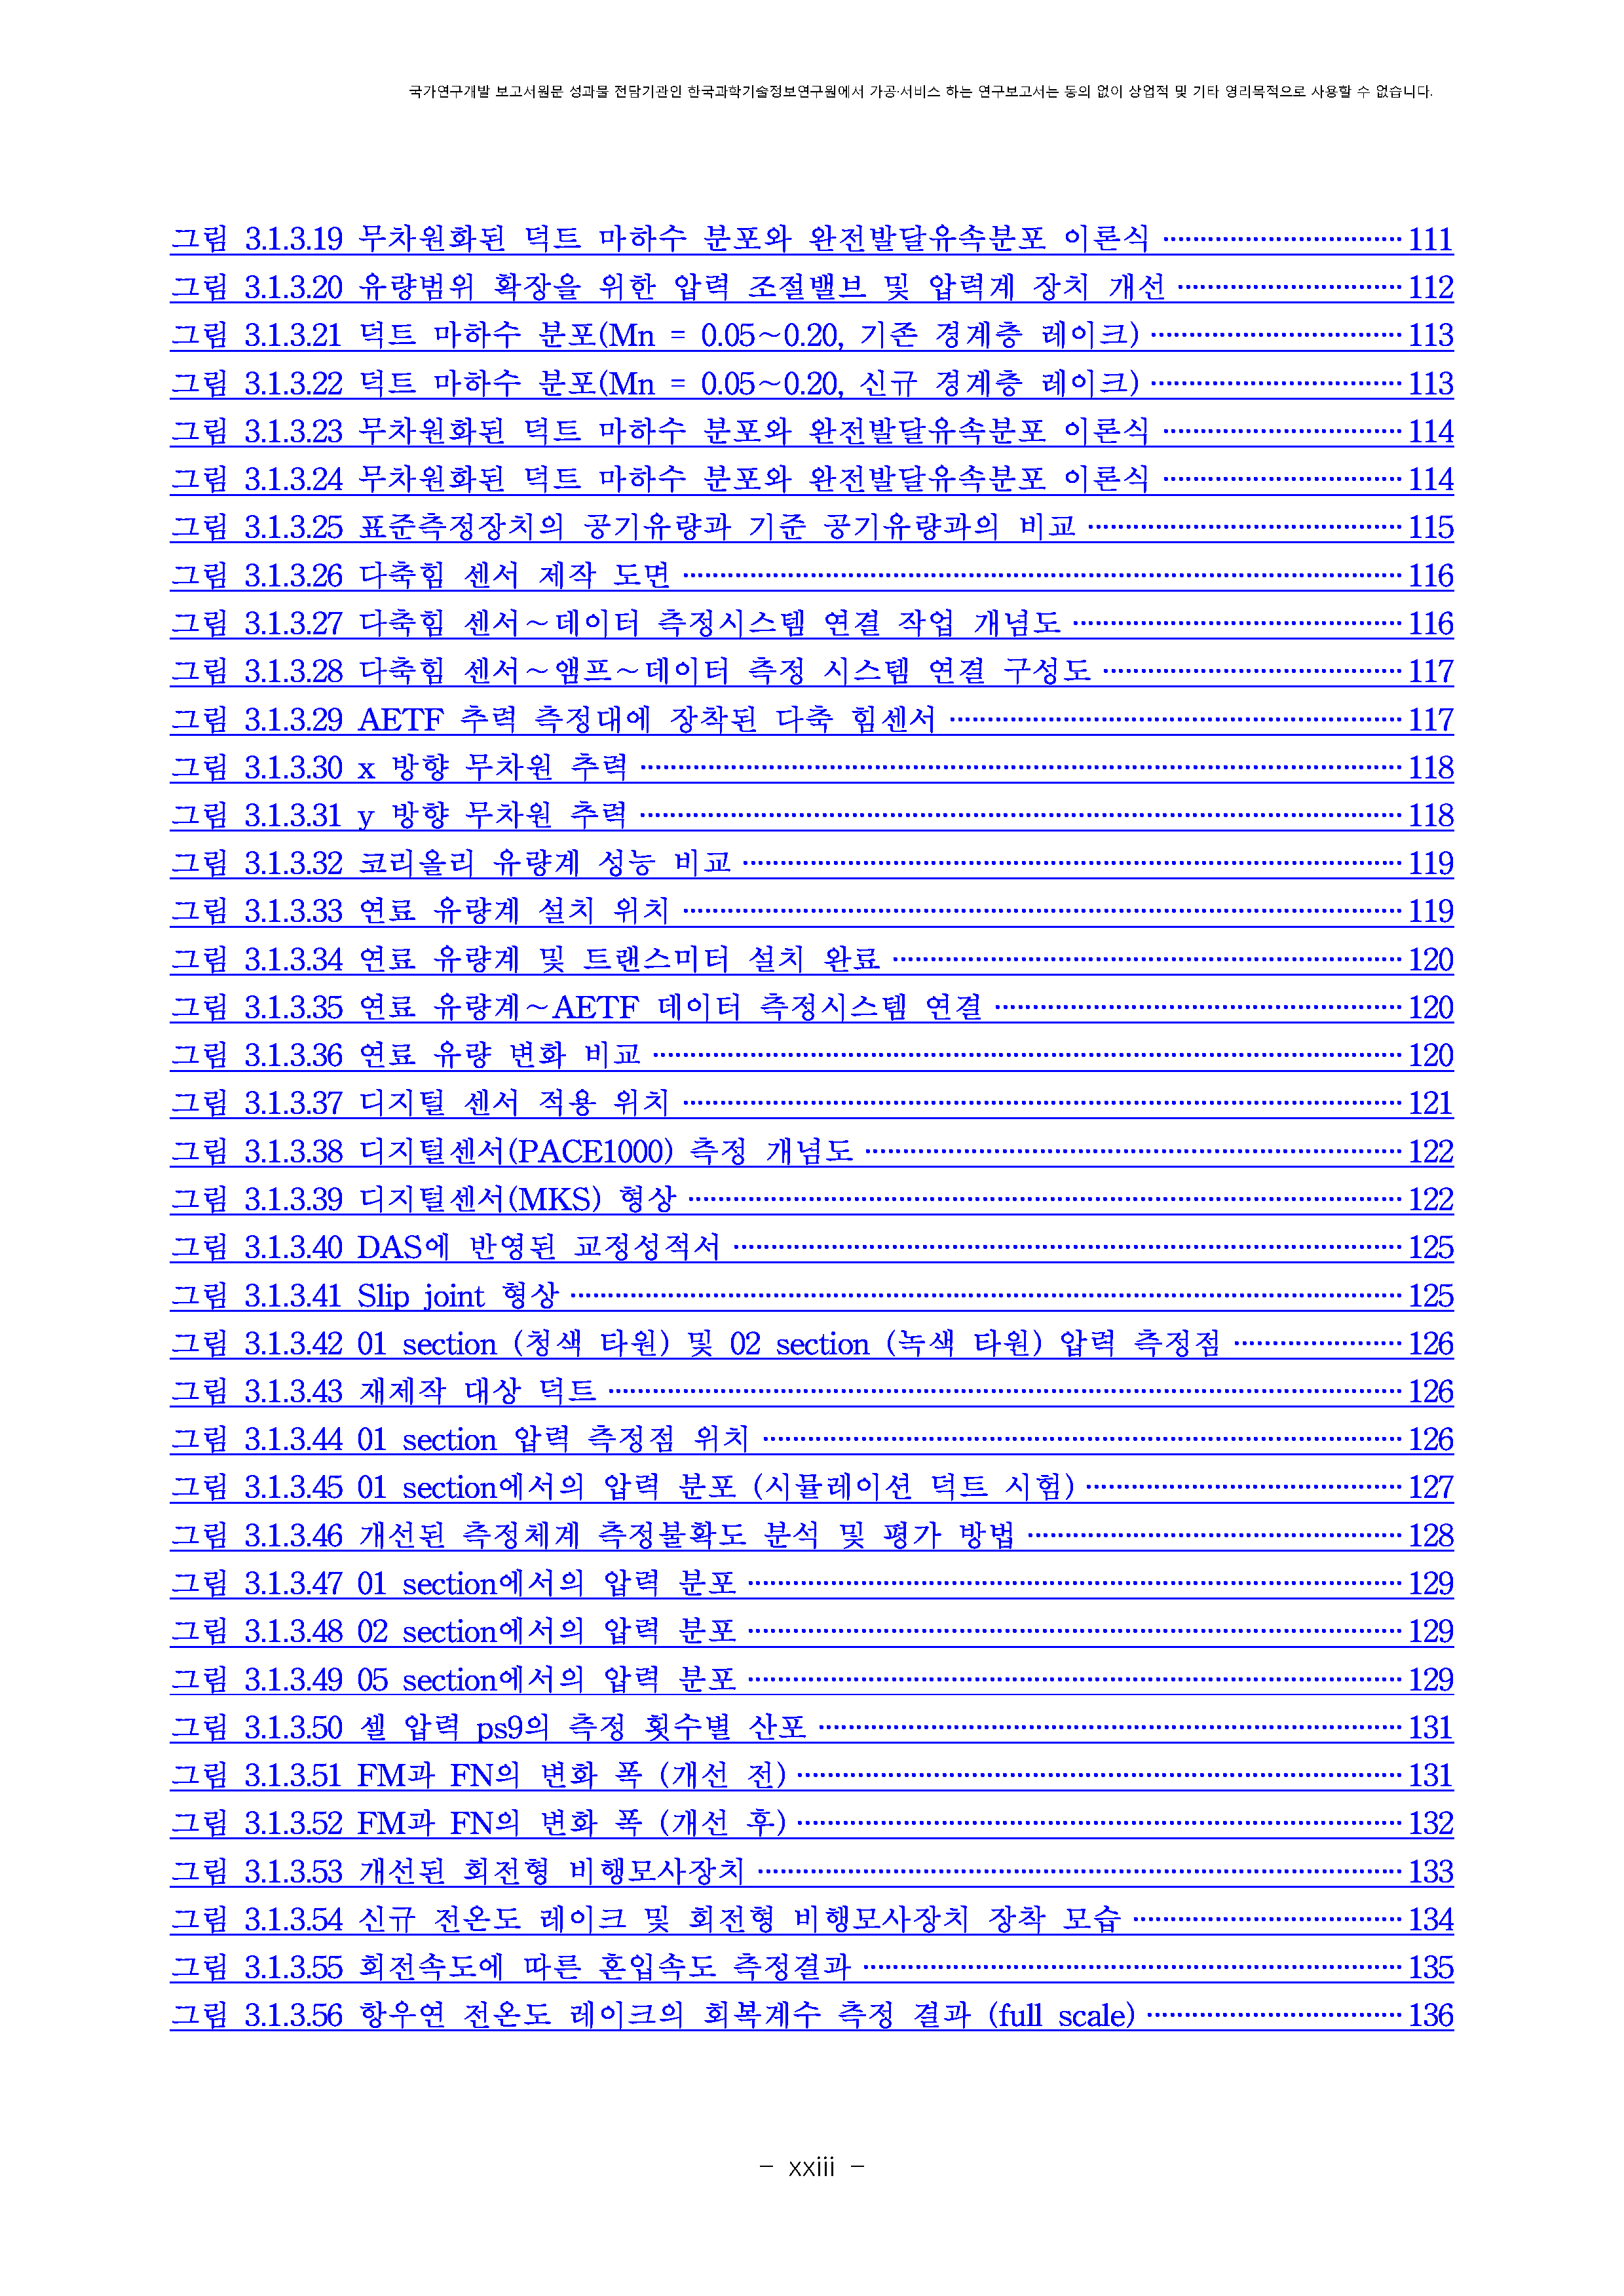 국가연구개발 보고서원문 성과물 전담기관인 한국과학기술정보연구원에서 가공·서비스 하는 연구보고서는 동의 없이 상업적 및 기타 영리목적으로 사용할 수 없습니다.
그림 3.1.3.19 무차원화된 덕트 마하수 분포와 완전발달유속분포 이론식 ········ 111
그림 3.1.3.20 유량범위 확장을 위한 압력 조절밸브 및 압력계 장치 개선 ········ 112
그림 3.1.3.21 덕트 마하수 분포(Mn = 0.05~0.20, 기존 경계층 레이크) ········ 113
그림 3.1.3.22 덕트 마하수 분포(Mn = 0.05~0.20, 신규 경계층 레이크) ········ 113
그림 3.1.3.23 무차원화된 덕트 마하수 분포와 완전발달유속분포 이론식 ········ 114
그림 3.1.3.24 무차원화된 덕트 마하수 분포와 완전발달유속분포 이론식 ········ 114
그림 3.1.3.25 표준측정장치의 공기유량과 기준 공기유량과의 비교 ········ 115
그림 3.1.3.26 다축힘 센서 제작 도면 ········ 116
그림 3.1.3.27 다축힘 센서~데이터 측정시스템 연결 작업 개념도 ········ 116
그림 3.1.3.28 다축힘 센서~앰프~데이터 측정 시스템 연결 구성도 ········ 117
그림 3.1.3.29 AETF 추력 측정대에 장착된 다축 힘센서 ········ 117
그림 3.1.3.30 x 방향 무차원 추력 ········ 118
그림 3.1.3.31 y 방향 무차원 추력 ········ 118
그림 3.1.3.32 코리올리 유량계 성능 비교 ········ 119
그림 3.1.3.33 연료 유량계 설치 위치 ········ 119
그림 3.1.3.34 연료 유량계 및 트랜스미터 설치 완료 ········ 120
그림 3.1.3.35 연료 유량계~AETF 데이터 측정시스템 연결 ········ 120
그림 3.1.3.36 연료 유량 변화 비교 ········ 120
그림 3.1.3.37 디지털 센서 적용 위치 ········ 121
그림 3.1.3.38 디지털센서(PACE1000) 측정 개념도 ········ 122
그림 3.1.3.39 디지털센서(MKS) 형상 ········ 122
그림 3.1.3.40 DAS에 반영된 교정성적서 ········ 125
그림 3.1.3.41 Slip joint 형상 ········ 125
그림 3.1.3.42 01 section (청색 타원) 및 02 section (녹색 타원) 압력 측정점 ········ 126
그림 3.1.3.43 재제작 대상 덕트 ········ 126
그림 3.1.3.44 01 section 압력 측정점 위치 ········ 126
그림 3.1.3.45 01 section에서의 압력 분포 (시뮬레이션 덕트 시험) ········ 127
그림 3.1.3.46 개선된 측정체계 측정불확도 분석 및 평가 방법 ········ 128
그림 3.1.3.47 01 section에서의 압력 분포 ········ 129
그림 3.1.3.48 02 section에서의 압력 분포 ········ 129
그림 3.1.3.49 05 section에서의 압력 분포 ········ 129
그림 3.1.3.50 셀 압력 ps9의 측정 횟수별 산포 ········ 131
그림 3.1.3.51 FM과 FN의 변화 폭 (개선 전) ········ 131
그림 3.1.3.52 FM과 FN의 변화 폭 (개선 후) ········ 132
그림 3.1.3.53 개선된 회전형 비행모사장치 ········ 133
그림 3.1.3.54 신규 전온도 레이크 및 회전형 비행모사장치 장착 모습 ········ 134
그림 3.1.3.55 회전속도에 따른 혼입속도 측정결과 ········ 135
그림 3.1.3.56 항우연 전온도 레이크의 회복계수 측정 결과 (full scale) ········ 136
- xxiii -